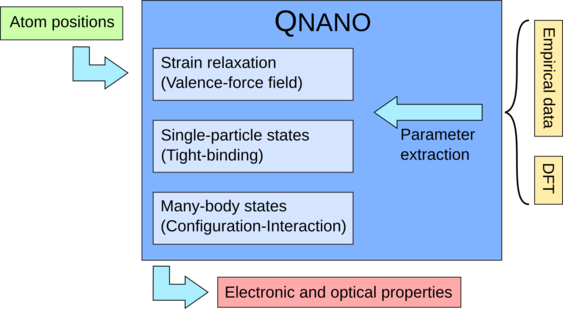 Atom positions
QNANO
Strain relaxation
(Valence-force field)
Single-particle states
(Tight-binding)
Many-body states
(Configuration-Interaction)
Parameter
extraction
Empirical data
DFT
Electronic and optical properties